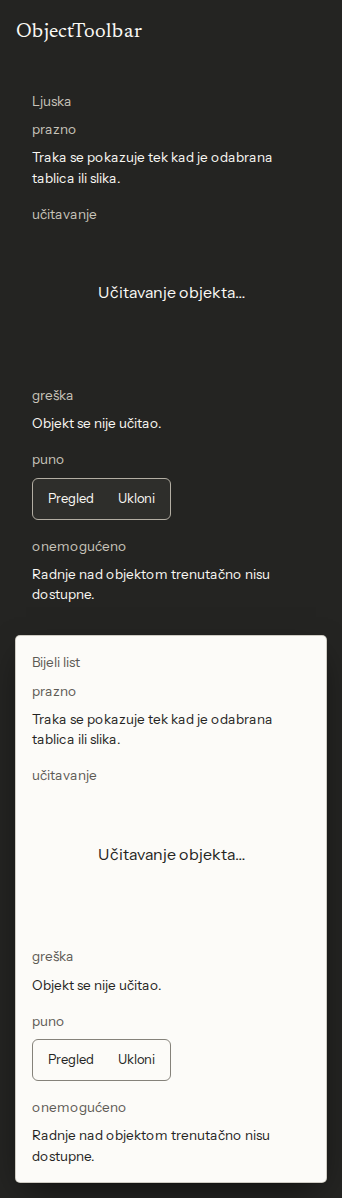 ObjectToolbar
Ljuska
prazno
Traka se pokazuje tek kad je odabrana
tablica ili slika.
učitavanje
Učitavanje objekta…
greška
Objekt se nije učitao.
puno
Pregled Ukloni
onemogućeno
Radnje nad objektom trenutačno nisu
dostupne.
Bijeli list
prazno
Traka se pokazuje tek kad je odabrana
tablica ili slika.
učitavanje
Učitavanje objekta…
greška
Objekt se nije učitao.
puno
Pregled Ukloni
onemogućeno
Radnje nad objektom trenutačno nisu
dostupne.